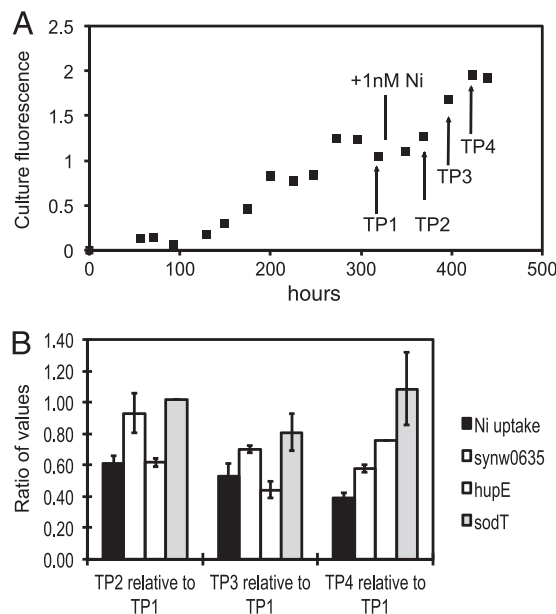 A
2.5
2
1.5
1
0.5
0
Culture fluorescence
+1nM Ni
TP1
TP2
TP3
TP4
0
100
200
300
400
500
hours
B
1.40
1.20
1.00
0.80
0.60
0.40
0.20
0.00
Ratio of values
Ni uptake
synw0635
hupE
sodT
TP2 relative to
TP1
TP3 relative to
TP1
TP4 relative to
TP1